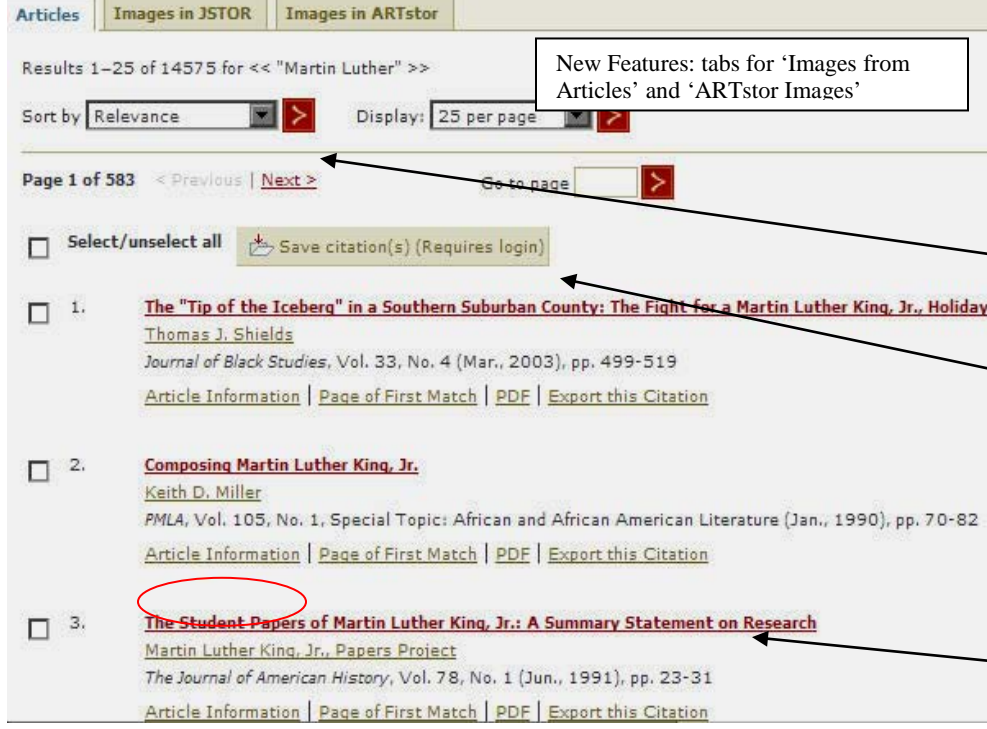 Articles Images in JSTOR Images in ARTstor
Results 1–25 of 14575 for << "Martin Luther" >>
New Features: tabs for ‘Images from
Articles’ and ‘ARTstor Images’
Sort by Relevance > Display: 25 per page >
Page 1 of 583 < Previous | Next > Go to page >
Select/unselect all Save citation(s) (Requires login)
1. The "Tip of the Iceberg" in a Southern Suburban County: The Fight for a Martin Luther King, Jr., Holiday
Thomas J. Shields
Journal of Black Studies, Vol. 33, No. 4 (Mar., 2003), pp. 499-519
Article Information | Page of First Match | PDF | Export this Citation
2. Composing Martin Luther King, Jr.
Keith D. Miller
PMLA, Vol. 105, No. 1, Special Topic: African and African American Literature (Jan., 1990), pp. 70-82
Article Information | Page of First Match | PDF | Export this Citation
3. The Student Papers of Martin Luther King, Jr.: A Summary Statement on Research
Martin Luther King, Jr., Papers Project
The Journal of American History, Vol. 78, No. 1 (Jun., 1991), pp. 23-31
Article Information | Page of First Match | PDF | Export this Citation